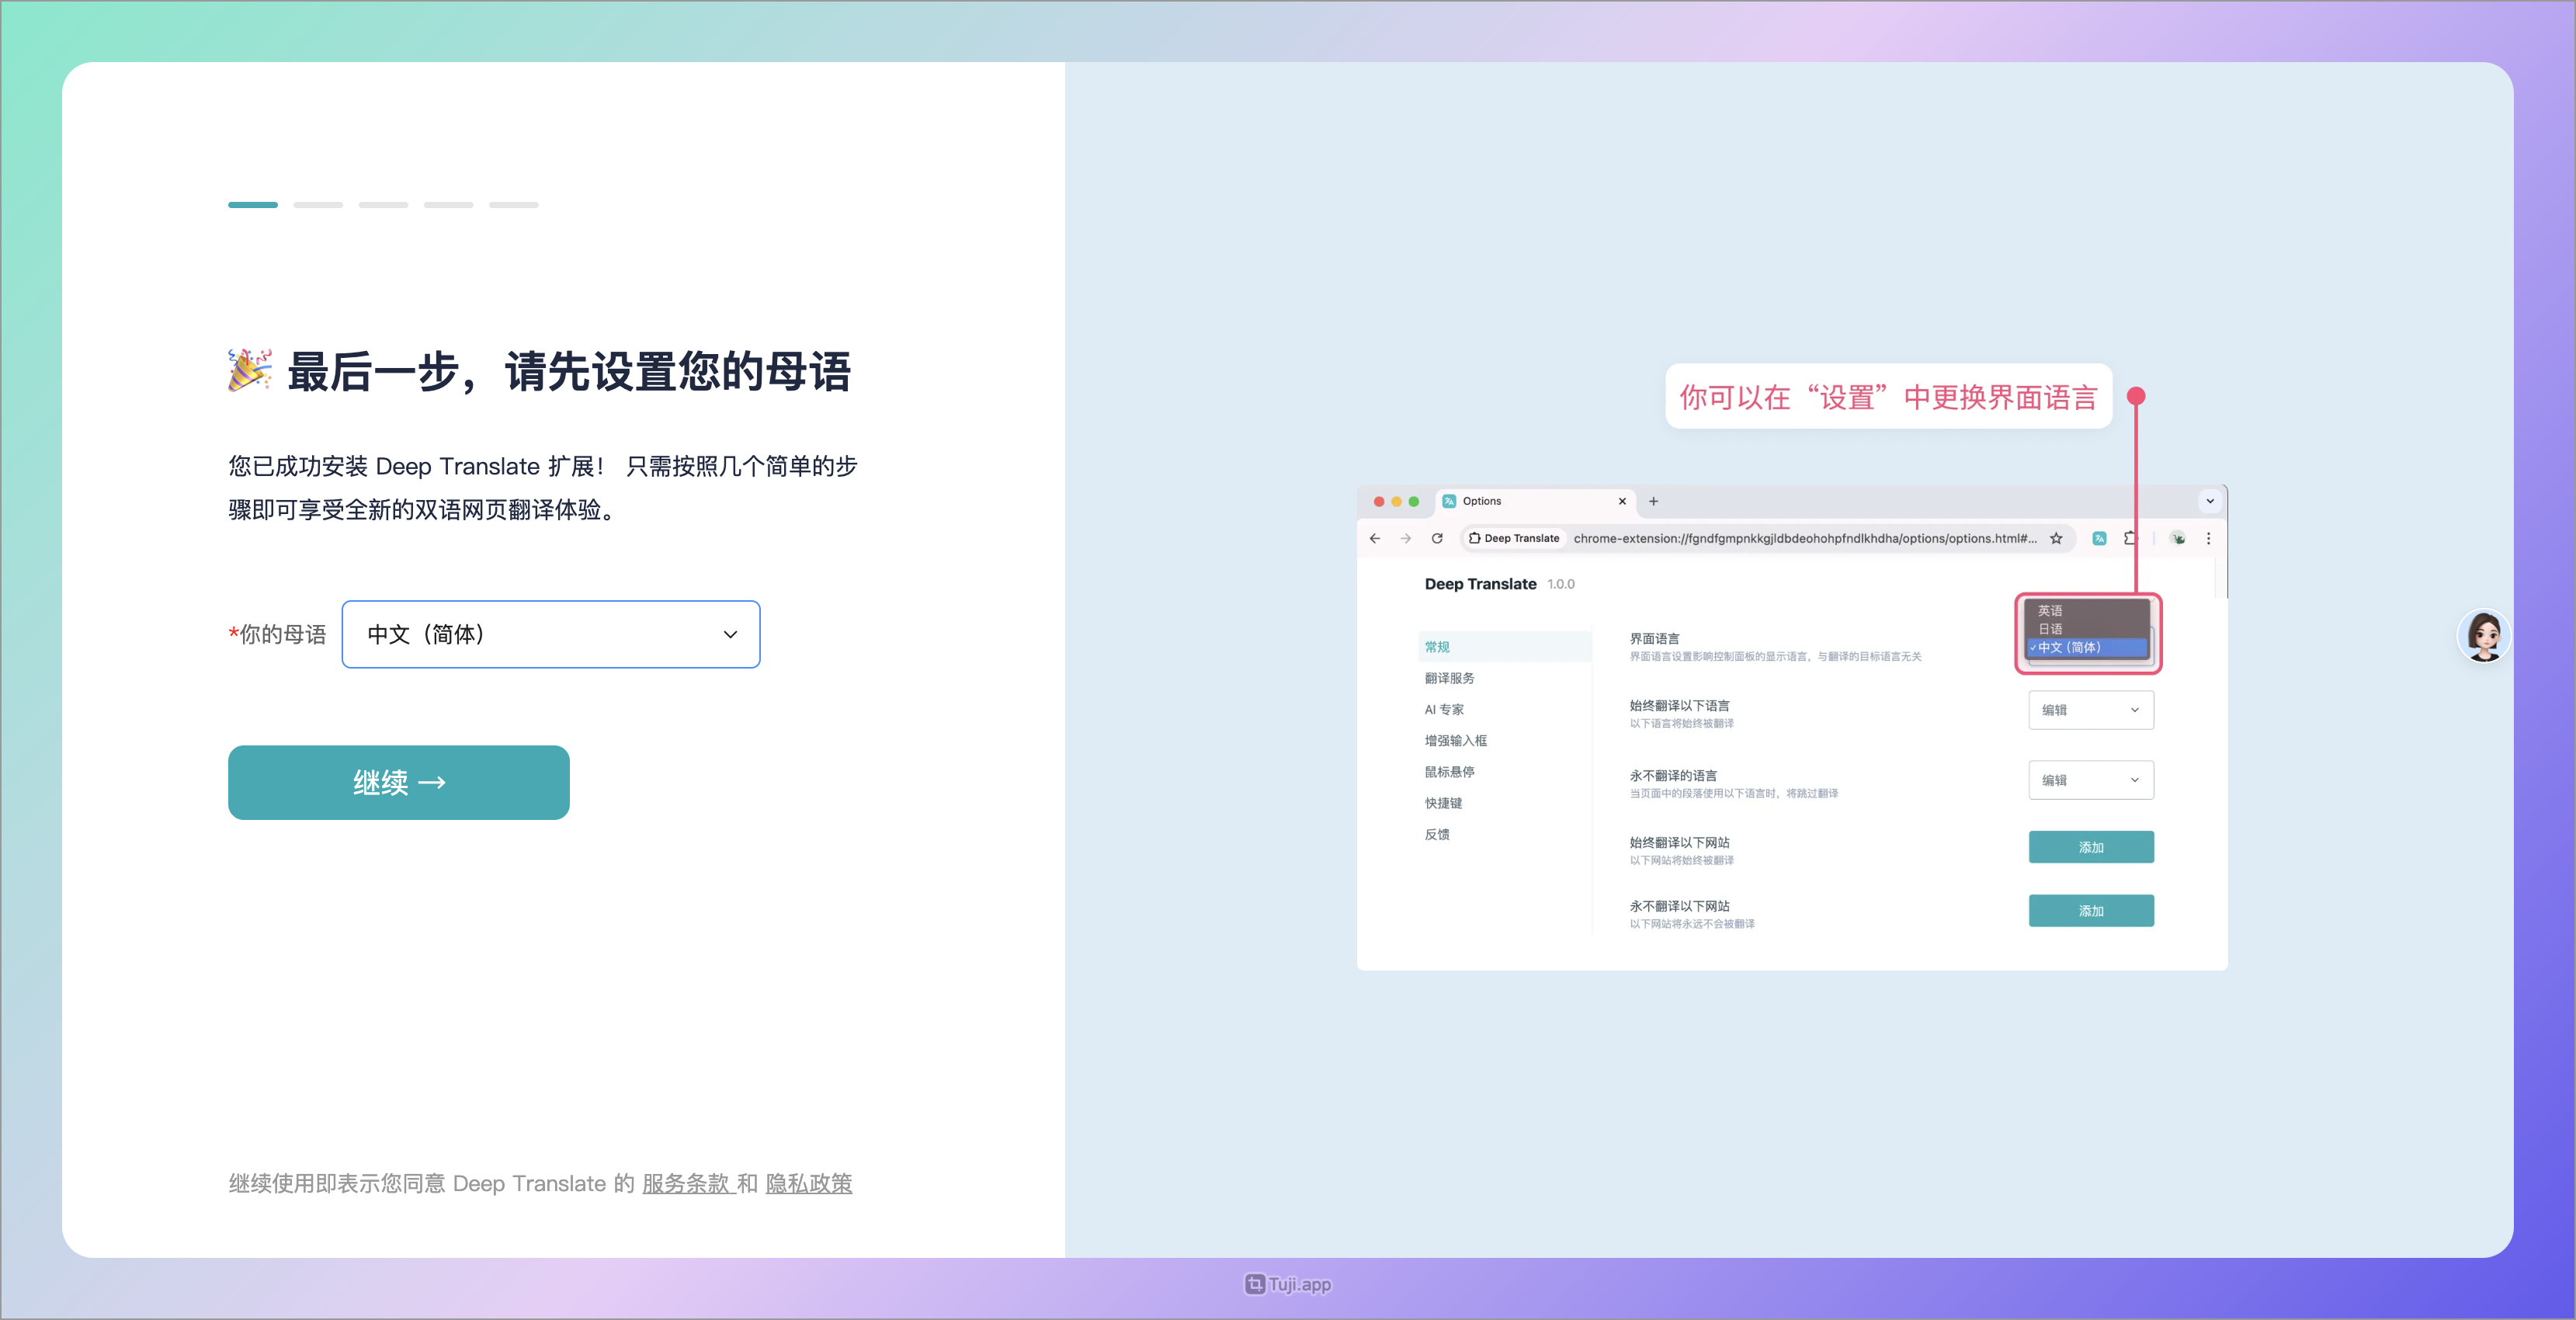 最后一步，请先设置您的母语
您已成功安装 Deep Translate 扩展！ 只需按照几个简单的步
骤即可享受全新的双语网页翻译体验。
*你的母语
中文（简体）
继续 →
继续使用即表示您同意 Deep Translate 的 服务条款 和 隐私政策
你可以在“设置”中更换界面语言
Options
Deep Translate
chrome-extension://fgndfgmpnkkgjldbdeohohpfndlkhdha/options/options.html#...
Deep Translate 1.0.0
常规
翻译服务
AI 专家
增强输入框
鼠标悬停
快捷键
反馈
界面语言
界面语言设置影响控制面板的显示语言，与翻译的目标语言无关
英语
日语
✓中文 (简体)
始终翻译以下语言
以下语言将始终被翻译
编辑
永不翻译的语言
当页面中的段落使用以下语言时，将跳过翻译
编辑
始终翻译以下网站
以下网站将始终被翻译
添加
永不翻译以下网站
以下网站将永远不会被翻译
添加
Tuji.app